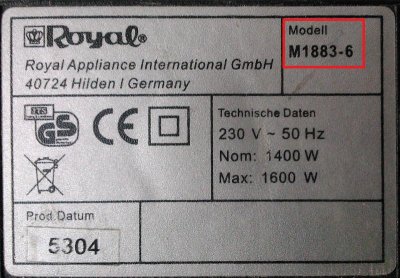 Royal®
Royal Appliance International GmbH
40724 Hilden I Germany
Modell
M1883-6
GS
CE
Technische Daten
230 V ~ 50 Hz
Nom: 1400 W
Max: 1600 W
Prod Datum
5304